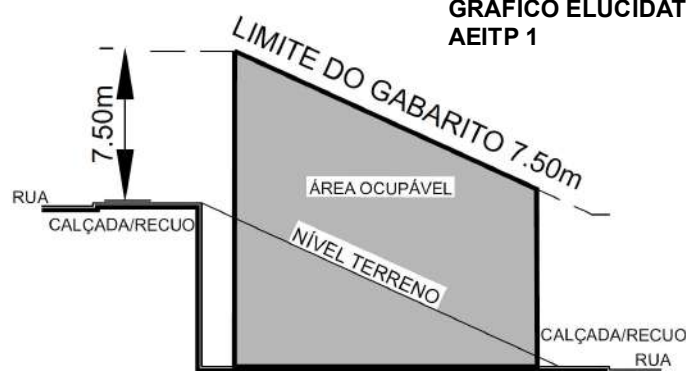 GRÁFICO ELUCIDAT
AEITP 1
LIMITE DO GABARITO 7.50m
7.50m
ÁREA OCUPÁVEL
RUA
CALÇADA/RECUO
NÍVEL TERRENO
CALÇADA/RECUO
RUA